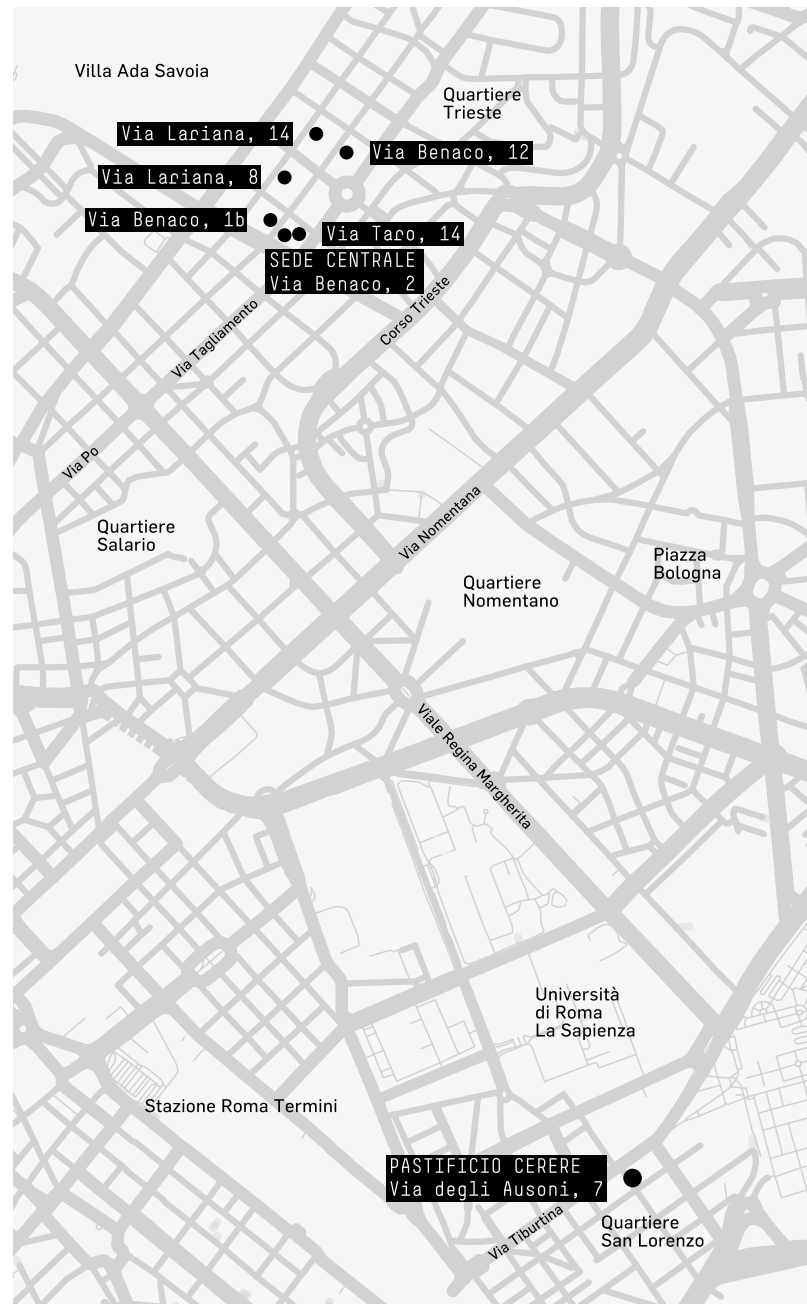 Villa Ada Savoia
Quartiere
Trieste
Via Lariana, 14
Via Benaco, 12
Via Lariana, 8
Via Benaco, 1b
Via Taro, 14
SEDE CENTRALE
Via Benaco, 2
Via Tagliamento
Corso Trieste
Via Po
Via Nomentana
Quartiere
Salario
Piazza
Bologna
Quartiere
Nomentano
Viale Regina Margherita
Università
di Roma
La Sapienza
Stazione Roma Termini
PASTIFICIO CERERE
Via degli Ausoni, 7
Via Tiburtina
Quartiere
San Lorenzo